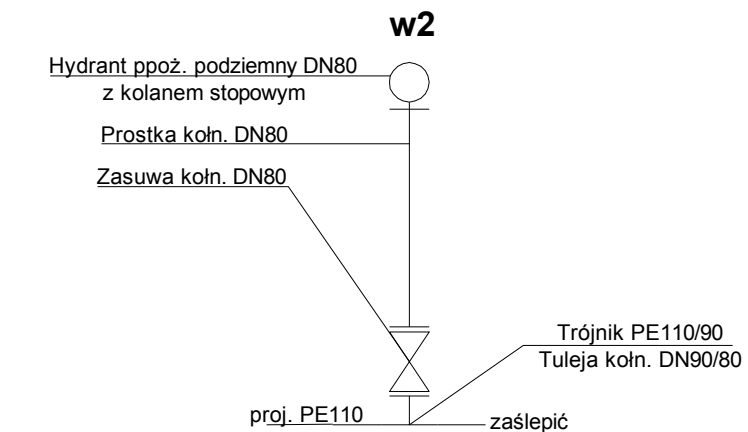 w2
Hydrant ppoż. podziemny DN80
z kolanem stopowym
Prostka kołn. DN80
Zasuwa kołn. DN80
Trójnik PE110/90
Tuleja kołn. DN90/80
proj. PE110
zaślepić